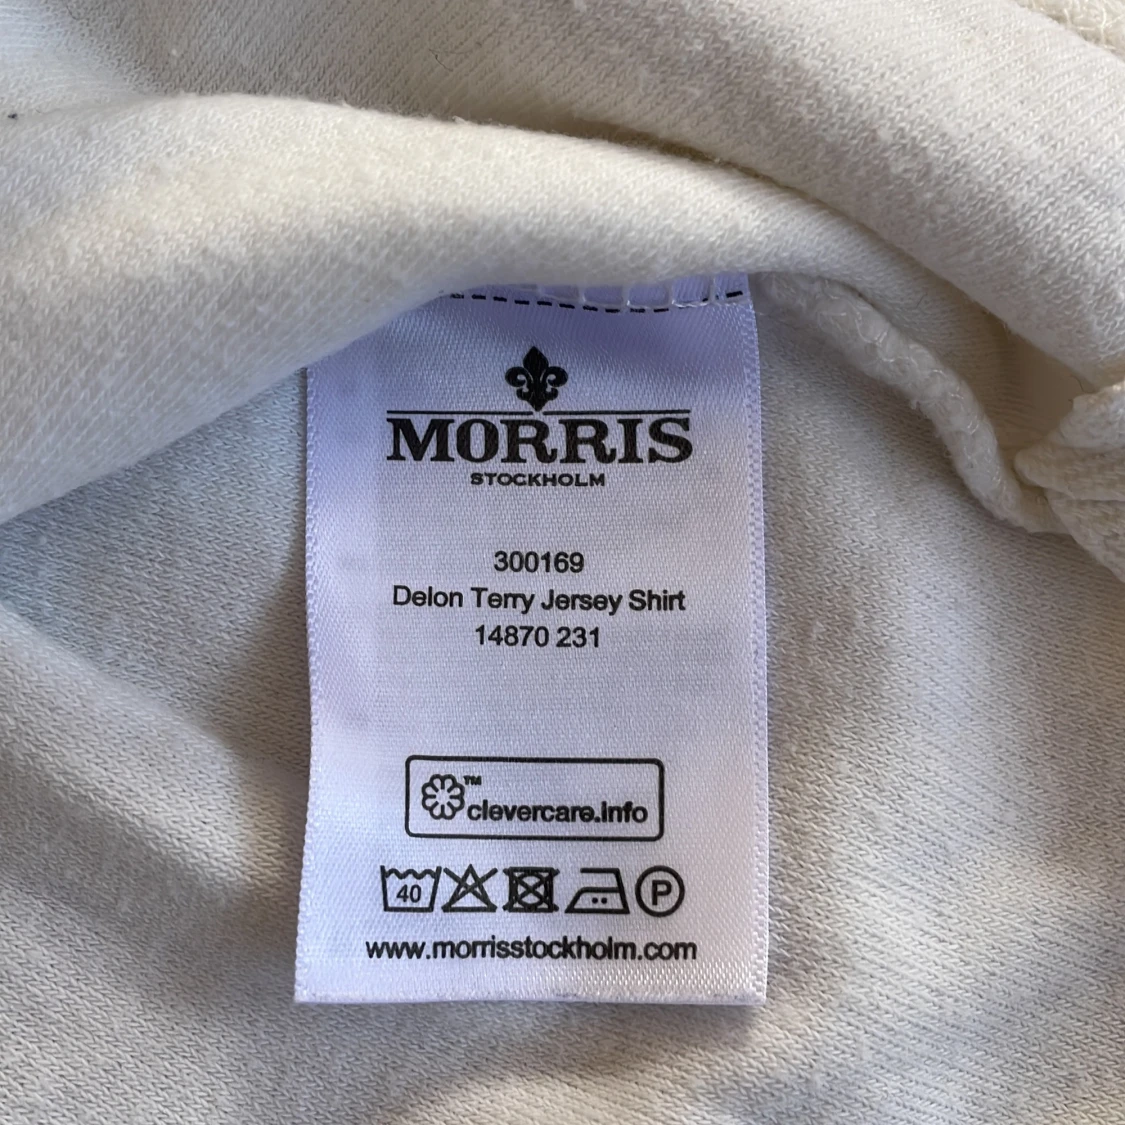 MORRIS
STOCKHOLM
300169
Delon Terry Jersey Shirt
14870 231
™
clevercare.info
40 P
www.morrisstockholm.com